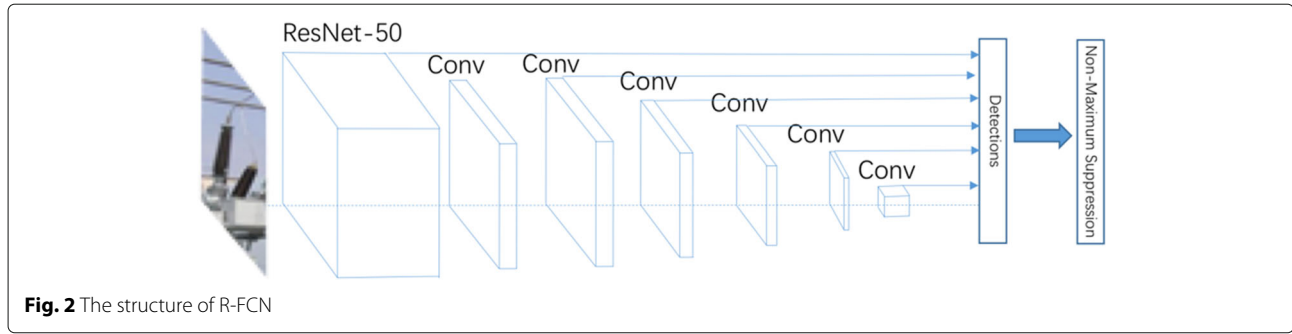 ResNet-50
Conv
Conv
Conv
Conv
Conv
Conv
Detections
Non-Maximum Suppression
Fig. 2 The structure of R-FCN